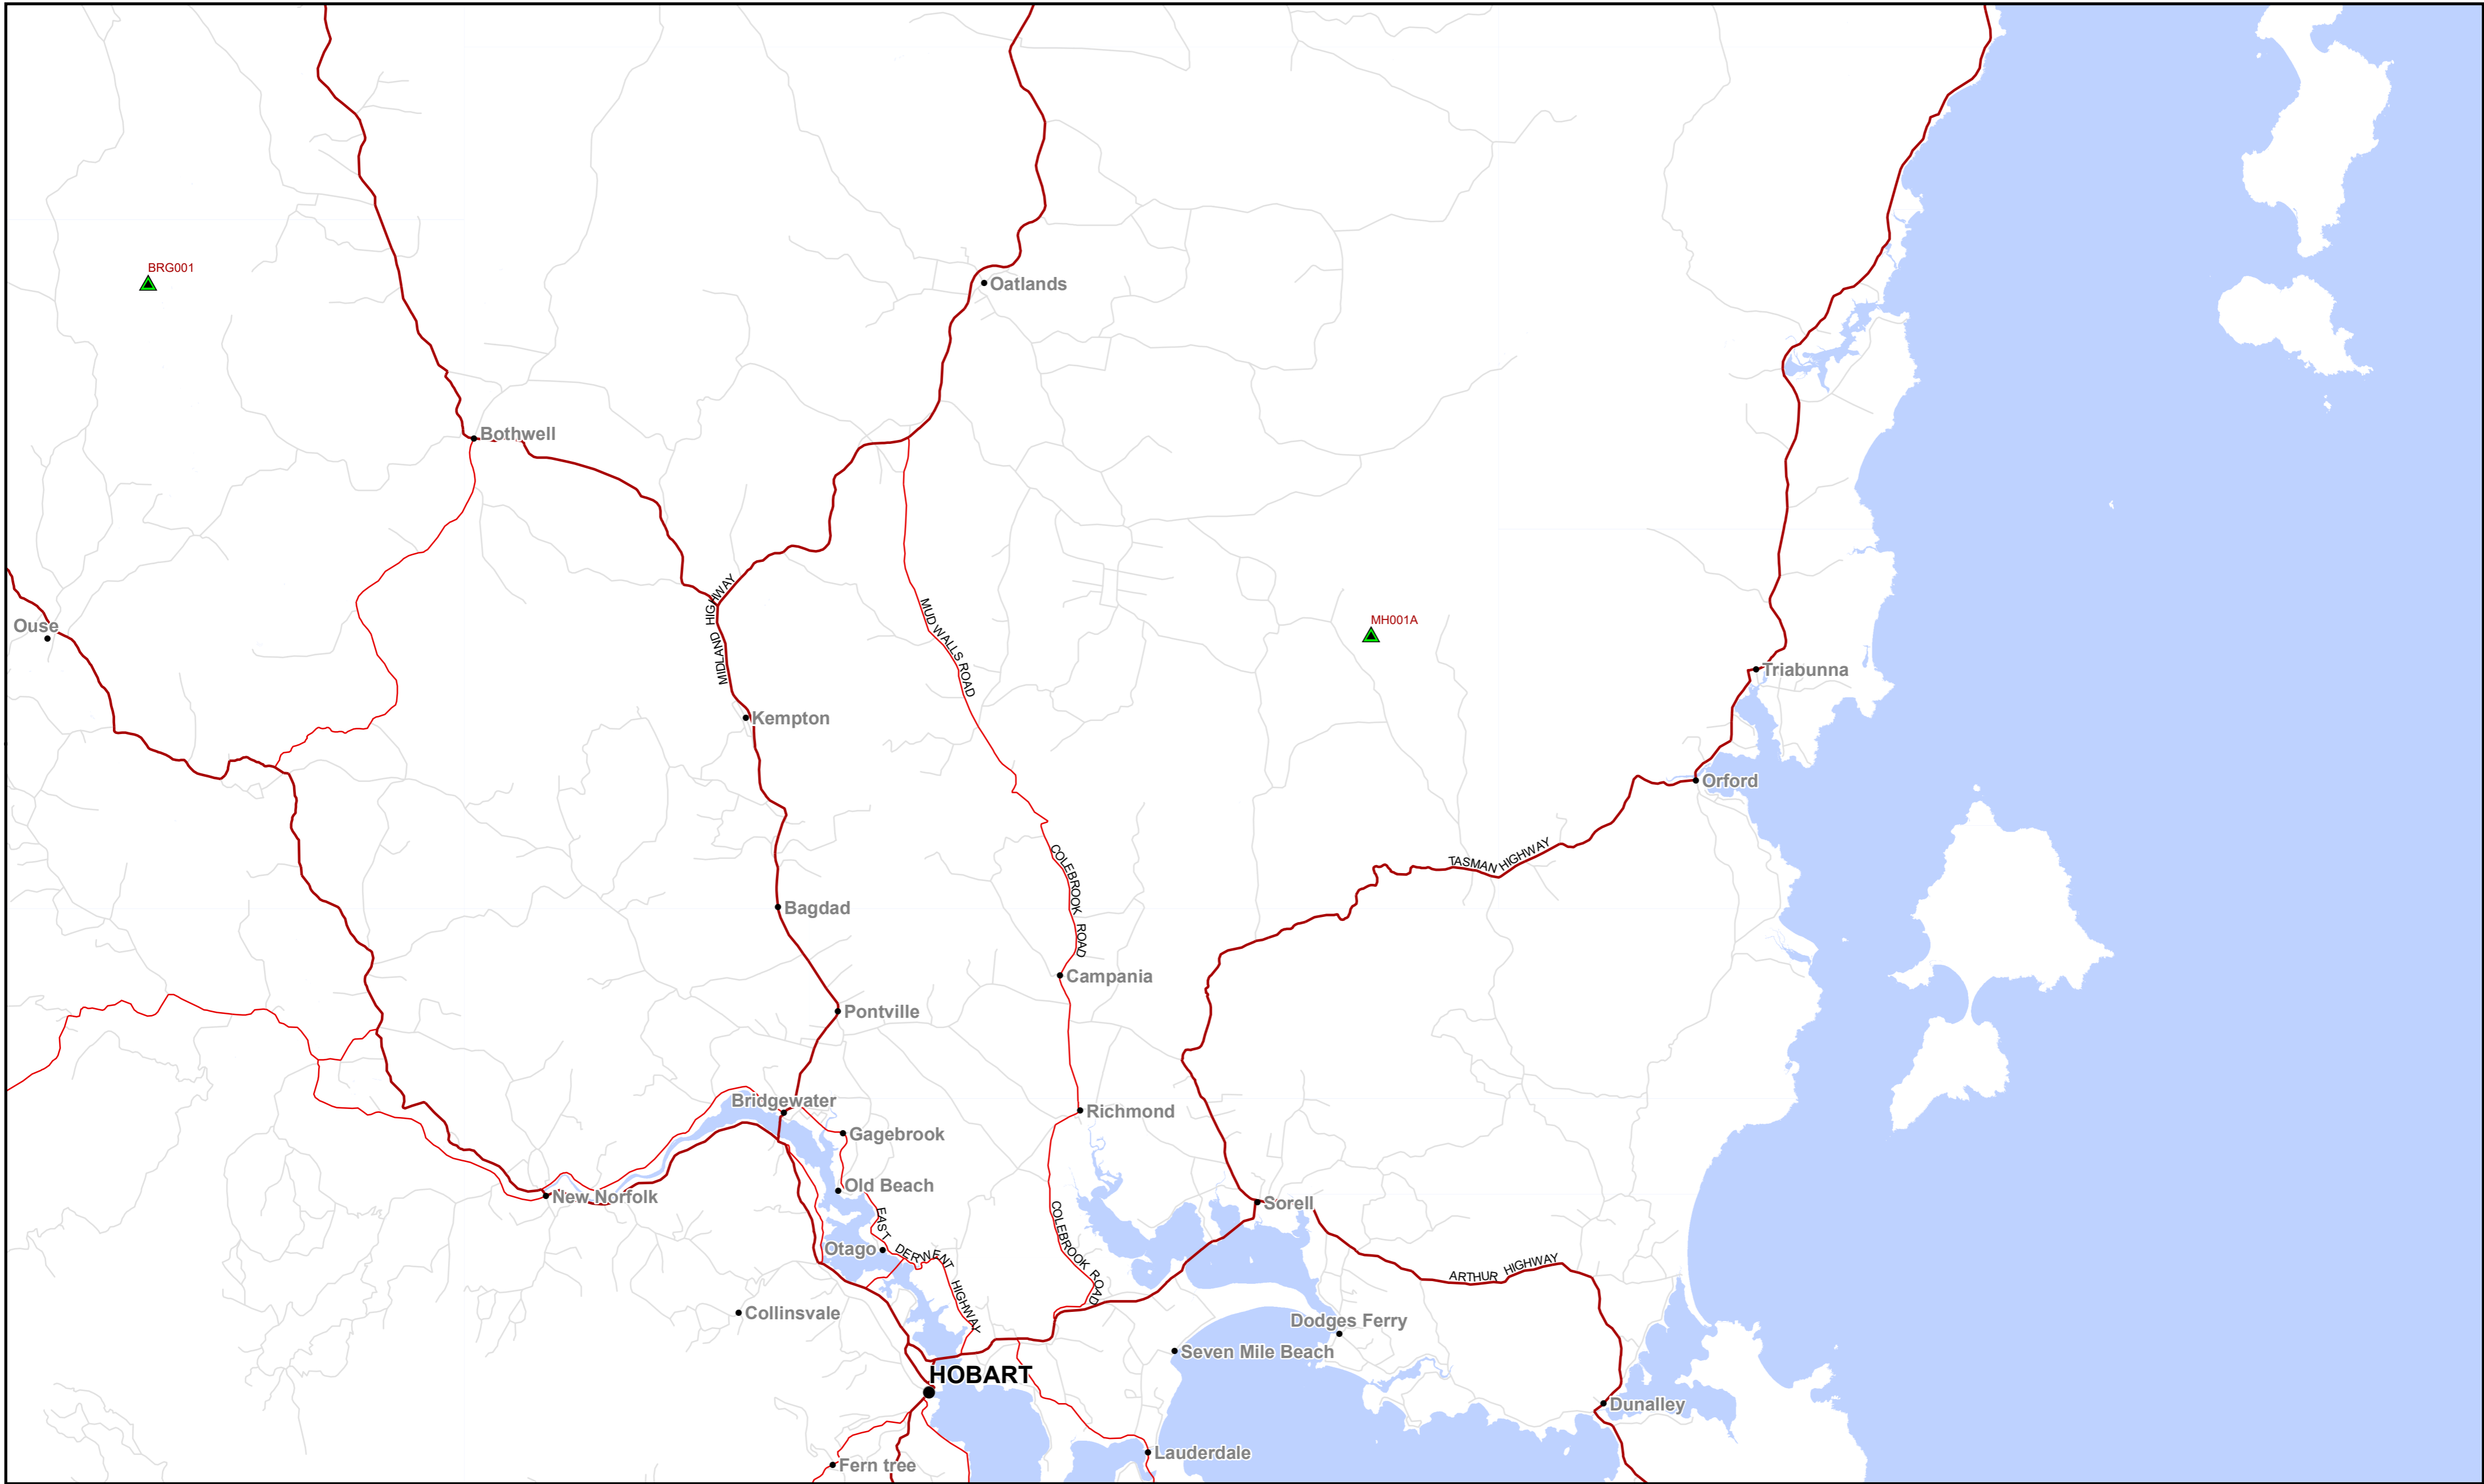 BRG001
Oatlands
Bothwell
MIDLAND HIGHWAY
MUD WALLS ROAD
Ouse
MH001A
Triabunna
Kempton
Orford
COLEBROOK ROAD
TASMAN HIGHWAY
Bagdad
Campania
Pontville
Bridgewater
Richmond
Gagebrook
Old Beach
New Norfolk
Sorell
EAST DERWENT HIGHWAY
COLEBROOK ROAD
Otago
ARTHUR HIGHWAY
Collinsvale
Dodges Ferry
Seven Mile Beach
HOBART
Dunalley
Lauderdale
Fern tree